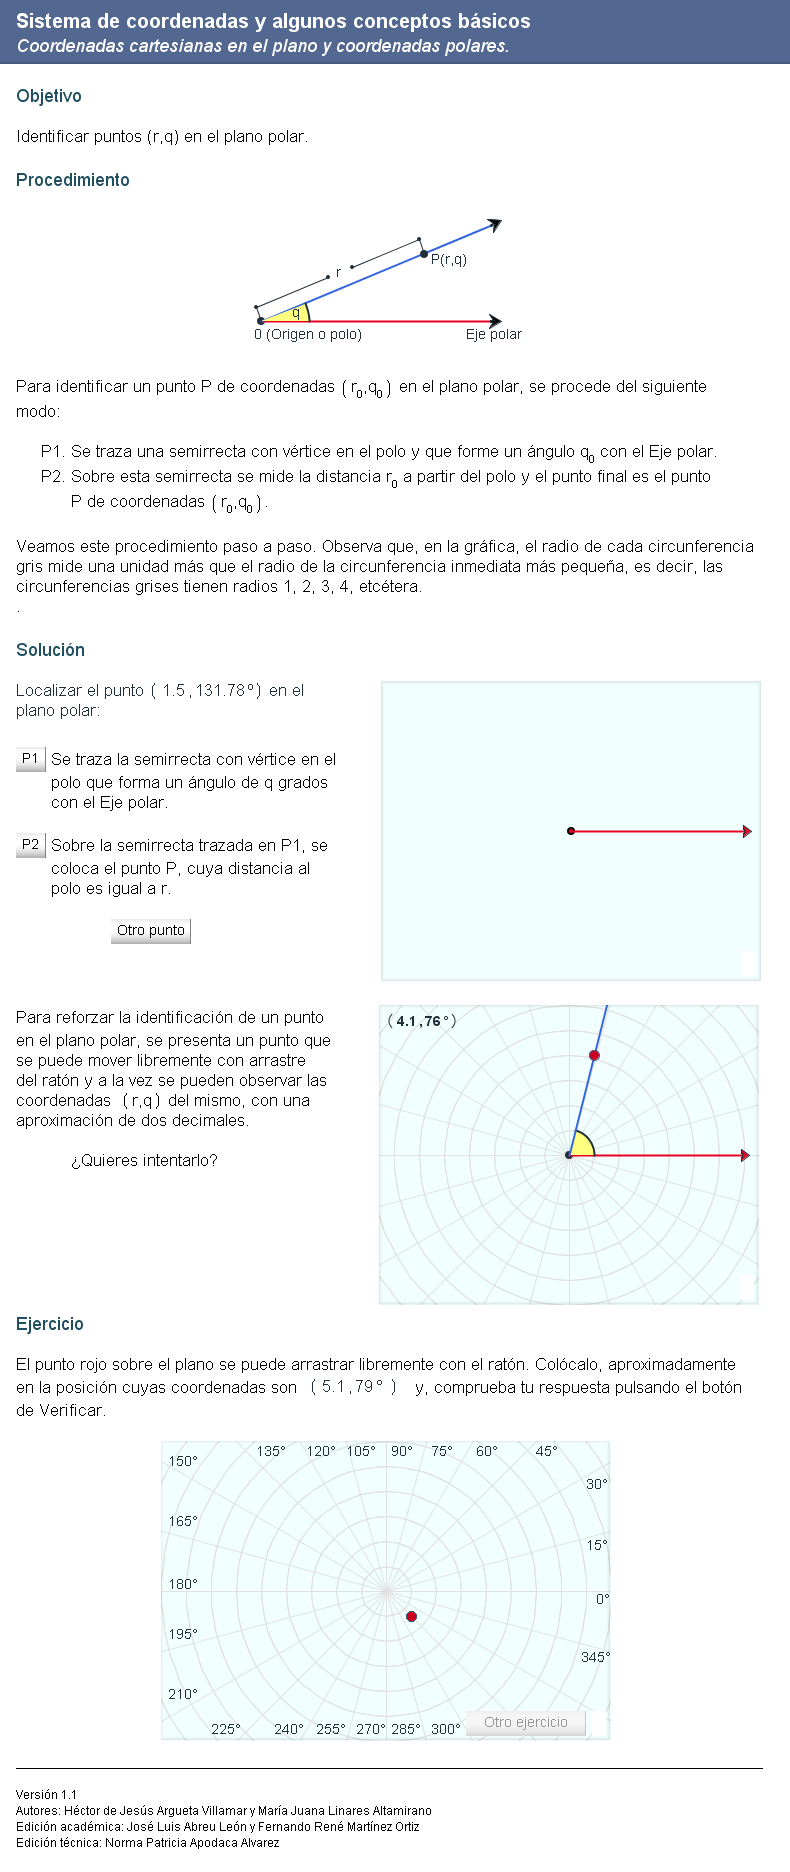 Sistema de coordenadas y algunos conceptos básicos
Coordenadas cartesianas en el plano y coordenadas polares.
Objetivo
Identificar puntos (r,q) en el plano polar.
Procedimiento
r
P(r,q)
q
0 (Origen o polo)
Eje polar
Para identificar un punto P de coordenadas ( r0,q0 ) en el plano polar, se procede del siguiente
modo:
P1. Se traza una semirrecta con vértice en el polo y que forme un ángulo q0 con el Eje polar.
P2. Sobre esta semirrecta se mide la distancia r0 a partir del polo y el punto final es el punto
P de coordenadas ( r0,q0 ).
Veamos este procedimiento paso a paso. Observa que, en la gráfica, el radio de cada circunferencia
gris mide una unidad más que el radio de la circunferencia inmediata más pequeña, es decir, las
circunferencias grises tienen radios 1, 2, 3, 4, etcétera.
.
Solución
Localizar el punto ( 1.5 , 131.78º) en el
plano polar:
P1 Se traza la semirrecta con vértice en el
polo que forma un ángulo de q grados
con el Eje polar.
P2 Sobre la semirrecta trazada en P1, se
coloca el punto P, cuya distancia al
polo es igual a r.
Otro punto
Para reforzar la identificación de un punto
en el plano polar, se presenta un punto que
se puede mover libremente con arrastre
del ratón y a la vez se pueden observar las
coordenadas ( r,q ) del mismo, con una
aproximación de dos decimales.
¿Quieres intentarlo?
( 4.1 , 76 ° )
Ejercicio
El punto rojo sobre el plano se puede arrastrar libremente con el ratón. Colócalo, aproximadamente
en la posición cuyas coordenadas son ( 5.1 , 79 ° ) y, comprueba tu respuesta pulsando el botón
de Verificar.
135° 120° 105° 90° 75° 60° 45°
150°
30°
165°
15°
180°
0°
195°
345°
210°
225° 240° 255° 270° 285° 300°
Otro ejercicio
Versión 1.1
Autores: Héctor de Jesús Argueta Villamar y María Juana Linares Altamirano
Edición académica: José Luis Abreu León y Fernando René Martínez Ortiz
Edición técnica: Norma Patricia Apodaca Alvarez